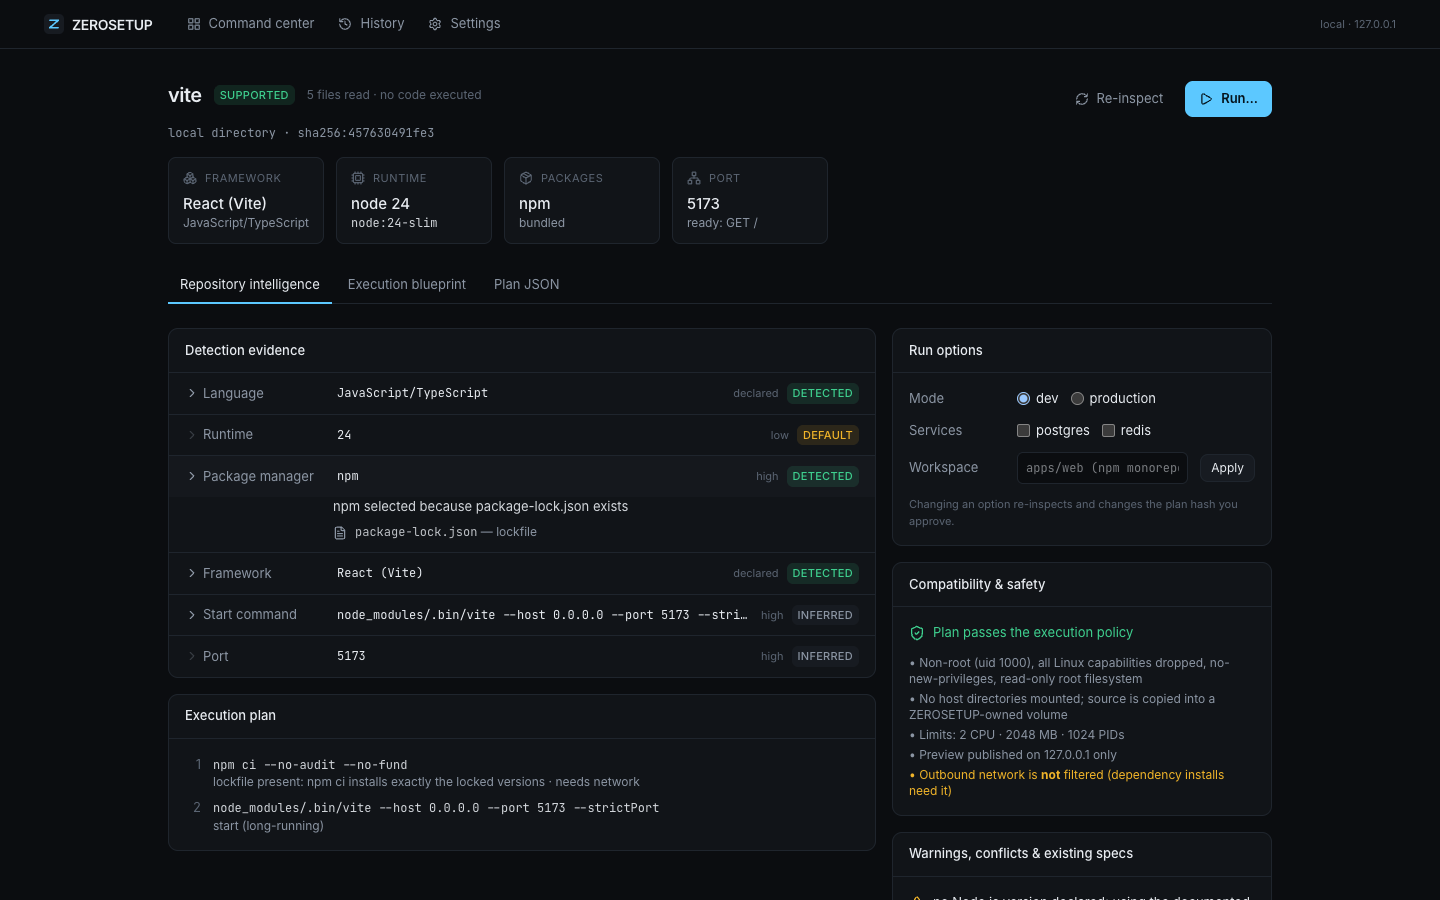 ZEROSETUP
Command center
History
Settings
local · 127.0.0.1
vite
SUPPORTED
5 files read · no code executed
Re-inspect
Run...
local directory · sha256:457630491fe3
FRAMEWORK
React (Vite)
JavaScript/TypeScript
RUNTIME
node 24
node:24-slim
PACKAGES
npm
bundled
PORT
5173
ready: GET /
Repository intelligence
Execution blueprint
Plan JSON
Detection evidence
Language JavaScript/TypeScript declared DETECTED
Runtime 24 low DEFAULT
Package manager npm high DETECTED
npm selected because package-lock.json exists
package-lock.json — lockfile
Framework React (Vite) declared DETECTED
Start command node_modules/.bin/vite --host 0.0.0.0 --port 5173 --stri… high INFERRED
Port 5173 high INFERRED
Execution plan
1 npm ci --no-audit --no-fund
lockfile present: npm ci installs exactly the locked versions · needs network
2 node_modules/.bin/vite --host 0.0.0.0 --port 5173 --strictPort
start (long-running)
Run options
Mode dev production
Services postgres redis
Workspace apps/web (npm monorep Apply
Changing an option re-inspects and changes the plan hash you
approve.
Compatibility & safety
Plan passes the execution policy
• Non-root (uid 1000), all Linux capabilities dropped, no-
new-privileges, read-only root filesystem
• No host directories mounted; source is copied into a
ZEROSETUP-owned volume
• Limits: 2 CPU · 2048 MB · 1024 PIDs
• Preview published on 127.0.0.1 only
• Outbound network is not filtered (dependency installs
need it)
Warnings, conflicts & existing specs
no Node.js version declared; using the documented